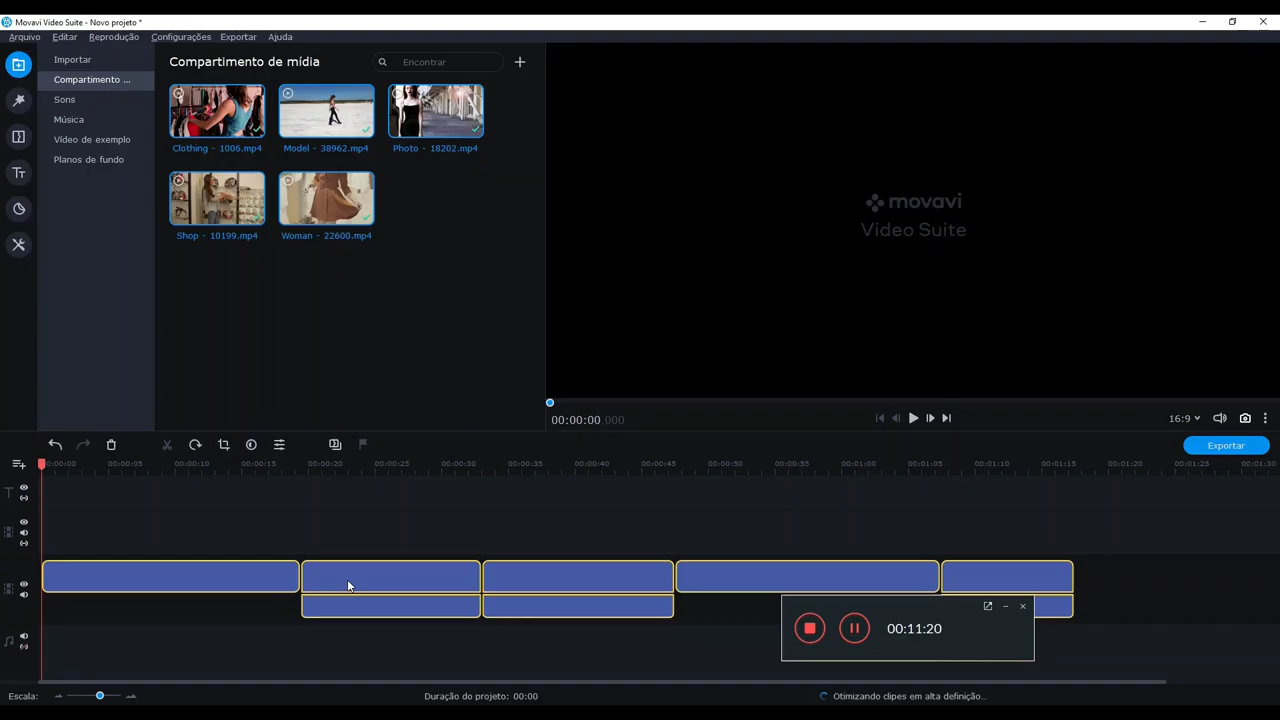 Movavi Video Suite - Novo projeto *
Arquivo Editar Reprodução Configurações Exportar Ajuda
Importar
Compartimento ...
Sons
Música
Vídeo de exemplo
Planos de fundo
Compartimento de mídia
Encontrar
Clothing - 1006.mp4
Model - 38962.mp4
Photo - 18202.mp4
Shop - 10199.mp4
Woman - 22600.mp4
movavi
Video Suite
00:00:00.000
16:9
Exportar
00:00:00 00:00:05 00:00:10 00:00:15 00:00:20 00:00:25 00:00:30 00:00:35 00:00:40 00:00:45 00:00:50 00:00:55 00:01:00 00:01:05 00:01:10 00:01:15 00:01:20 00:01:25 00:01:30
00:11:20
Escala:
Duração do projeto: 00:00
Otimizando clipes em alta definição...